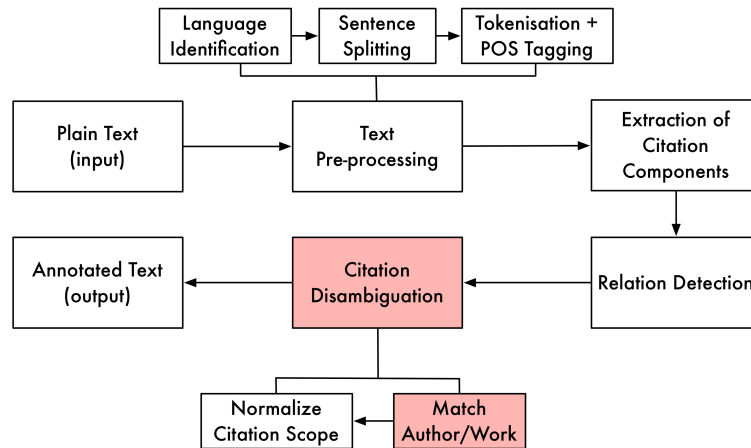 Language
Identification
Sentence
Splitting
Tokenisation +
POS Tagging
Plain Text
(input)
Text
Pre-processing
Extraction of
Citation
Components
Annotated Text
(output)
Citation
Disambiguation
Relation Detection
Normalize
Citation Scope
Match
Author/Work